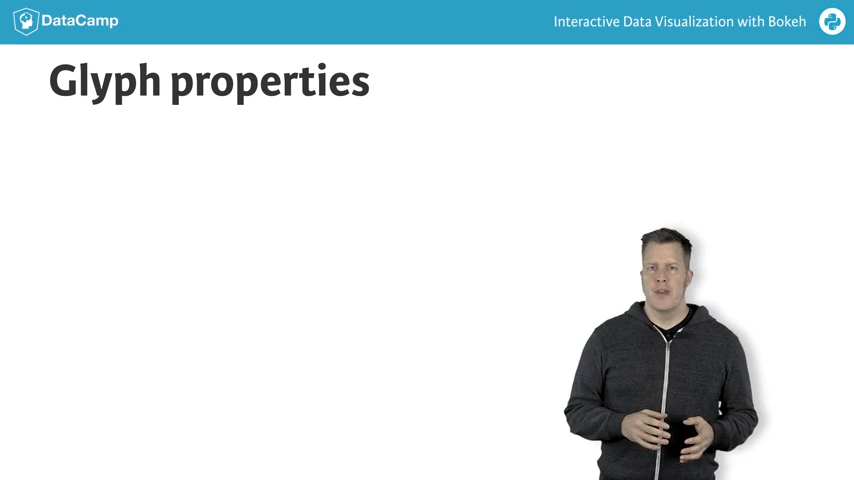 DataCamp
Interactive Data Visualization with Bokeh
Glyph properties